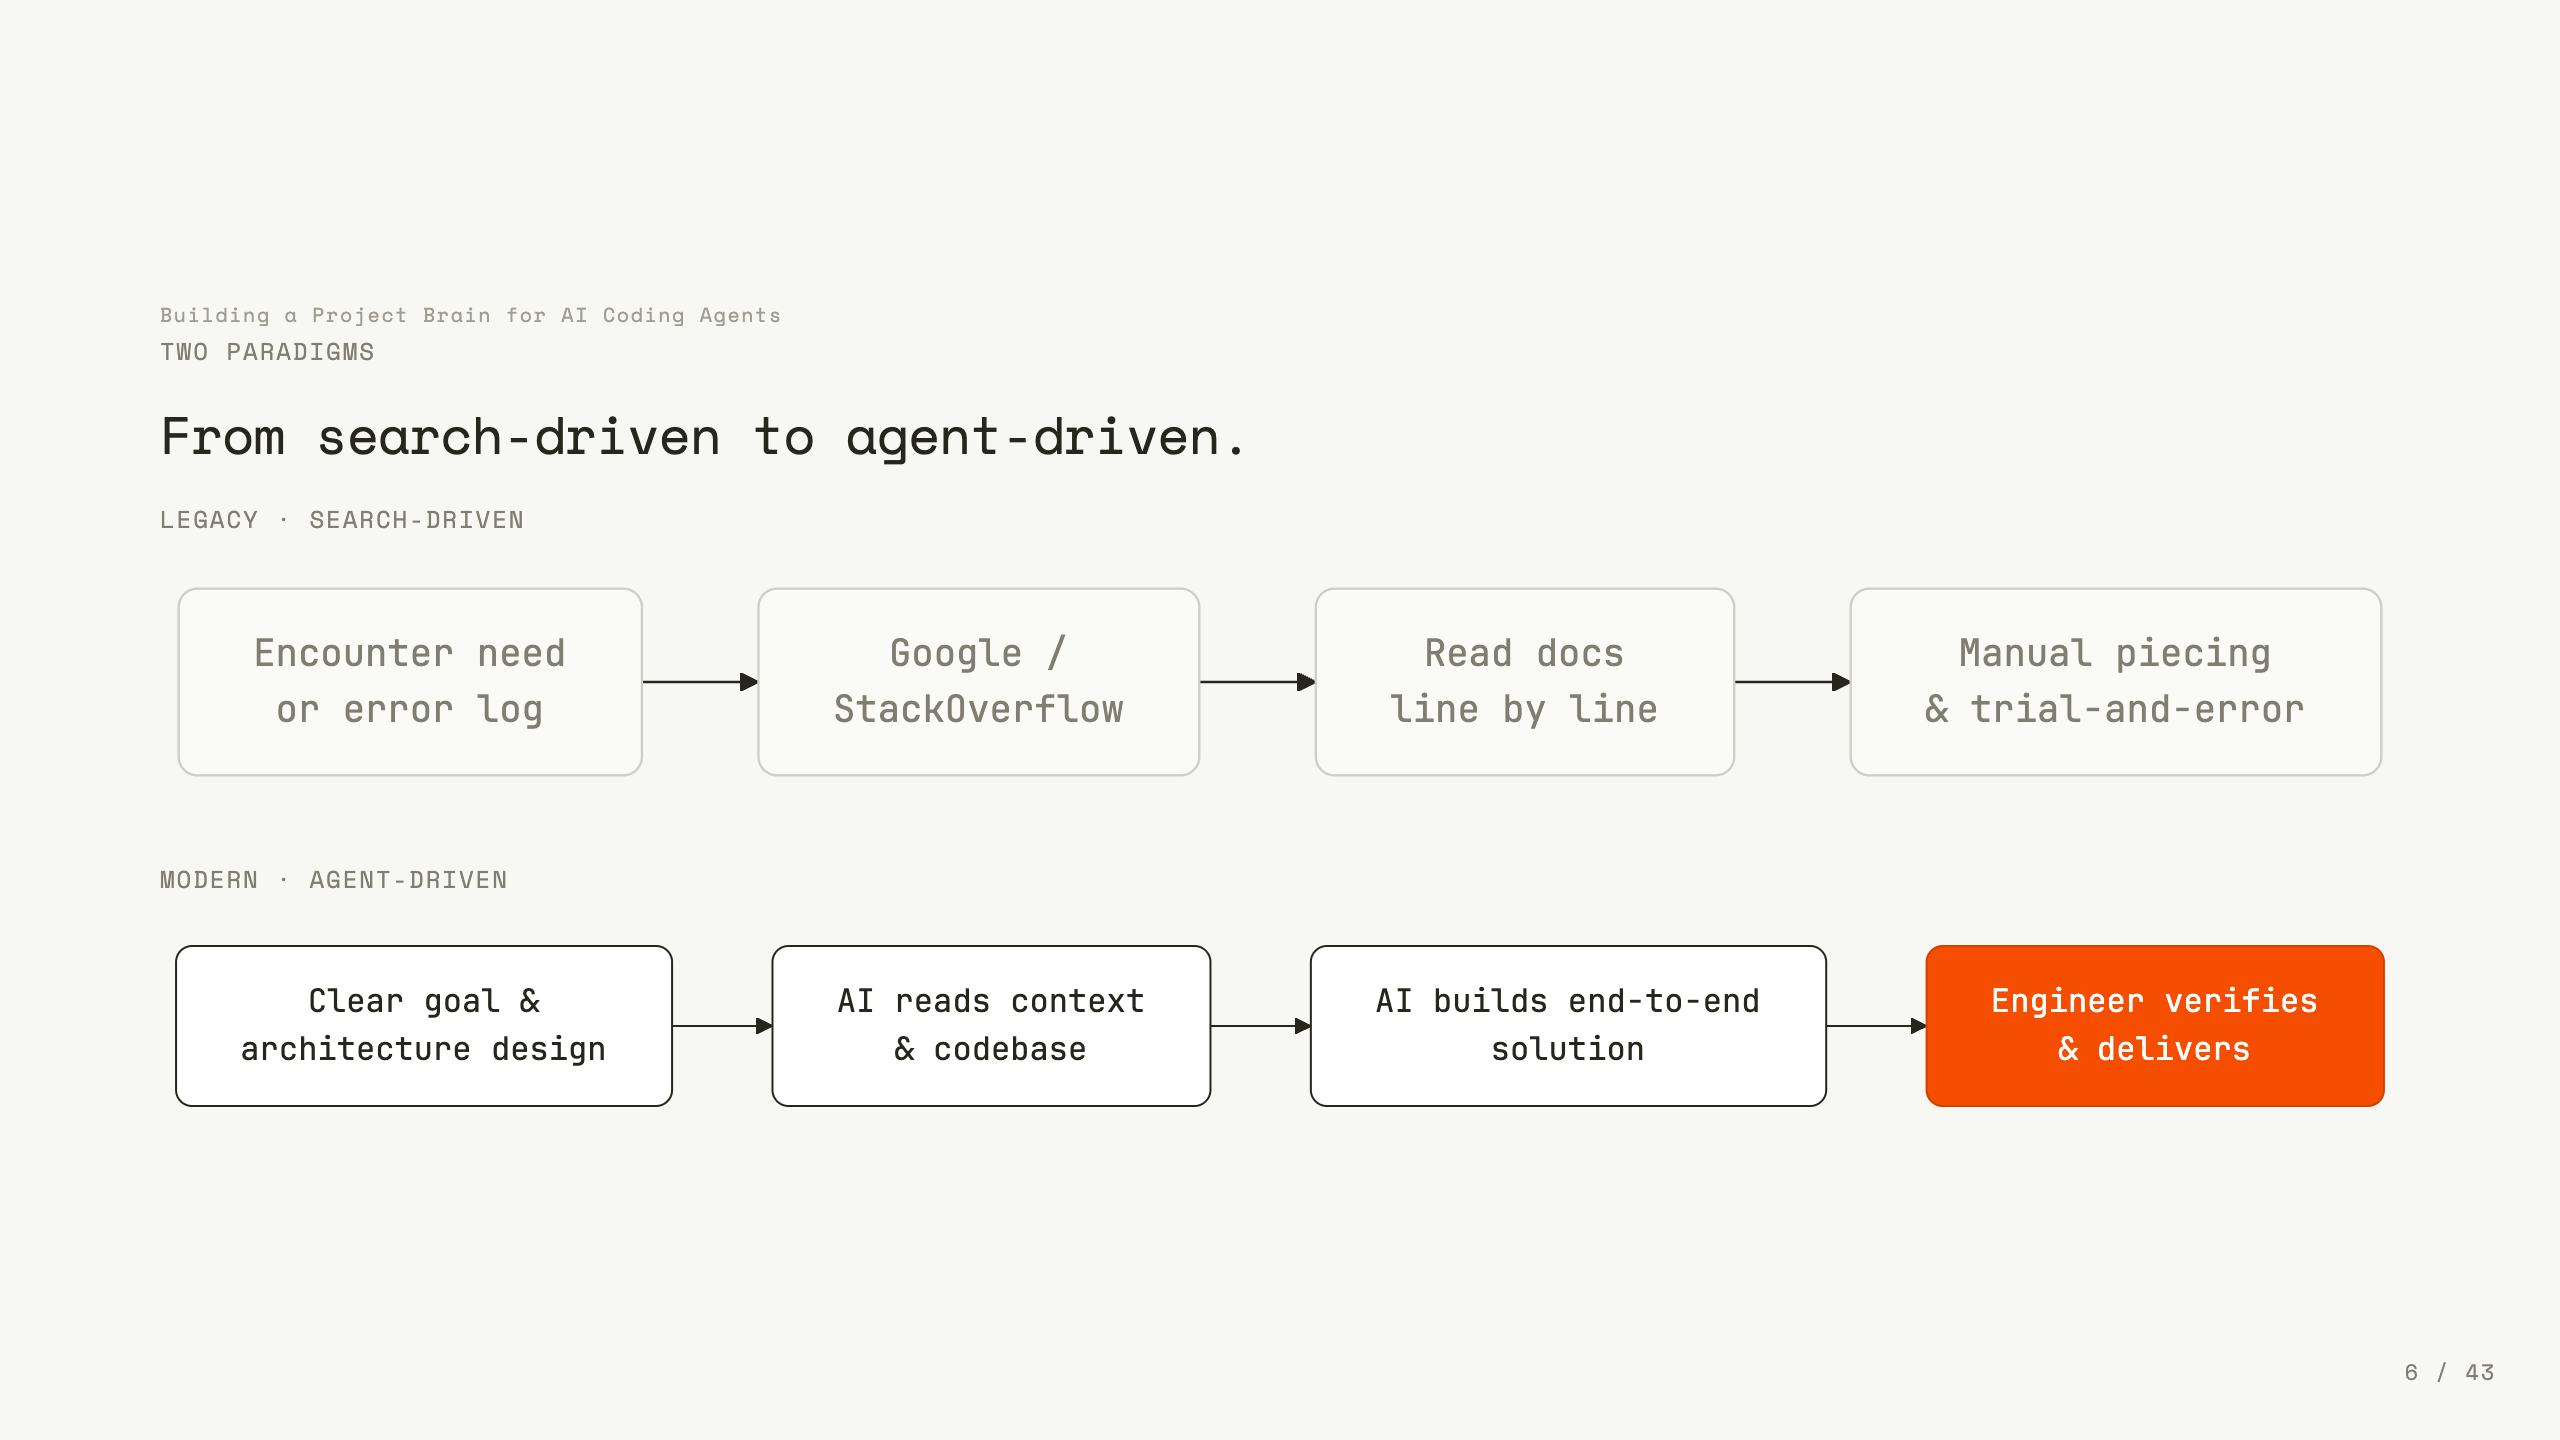 Building a Project Brain for AI Coding Agents
TWO PARADIGMS
From search-driven to agent-driven.
LEGACY · SEARCH-DRIVEN
Encounter need
or error log
Google /
StackOverflow
Read docs
line by line
Manual piecing
& trial-and-error
MODERN · AGENT-DRIVEN
Clear goal &
architecture design
AI reads context
& codebase
AI builds end-to-end
solution
Engineer verifies
& delivers
6 / 43